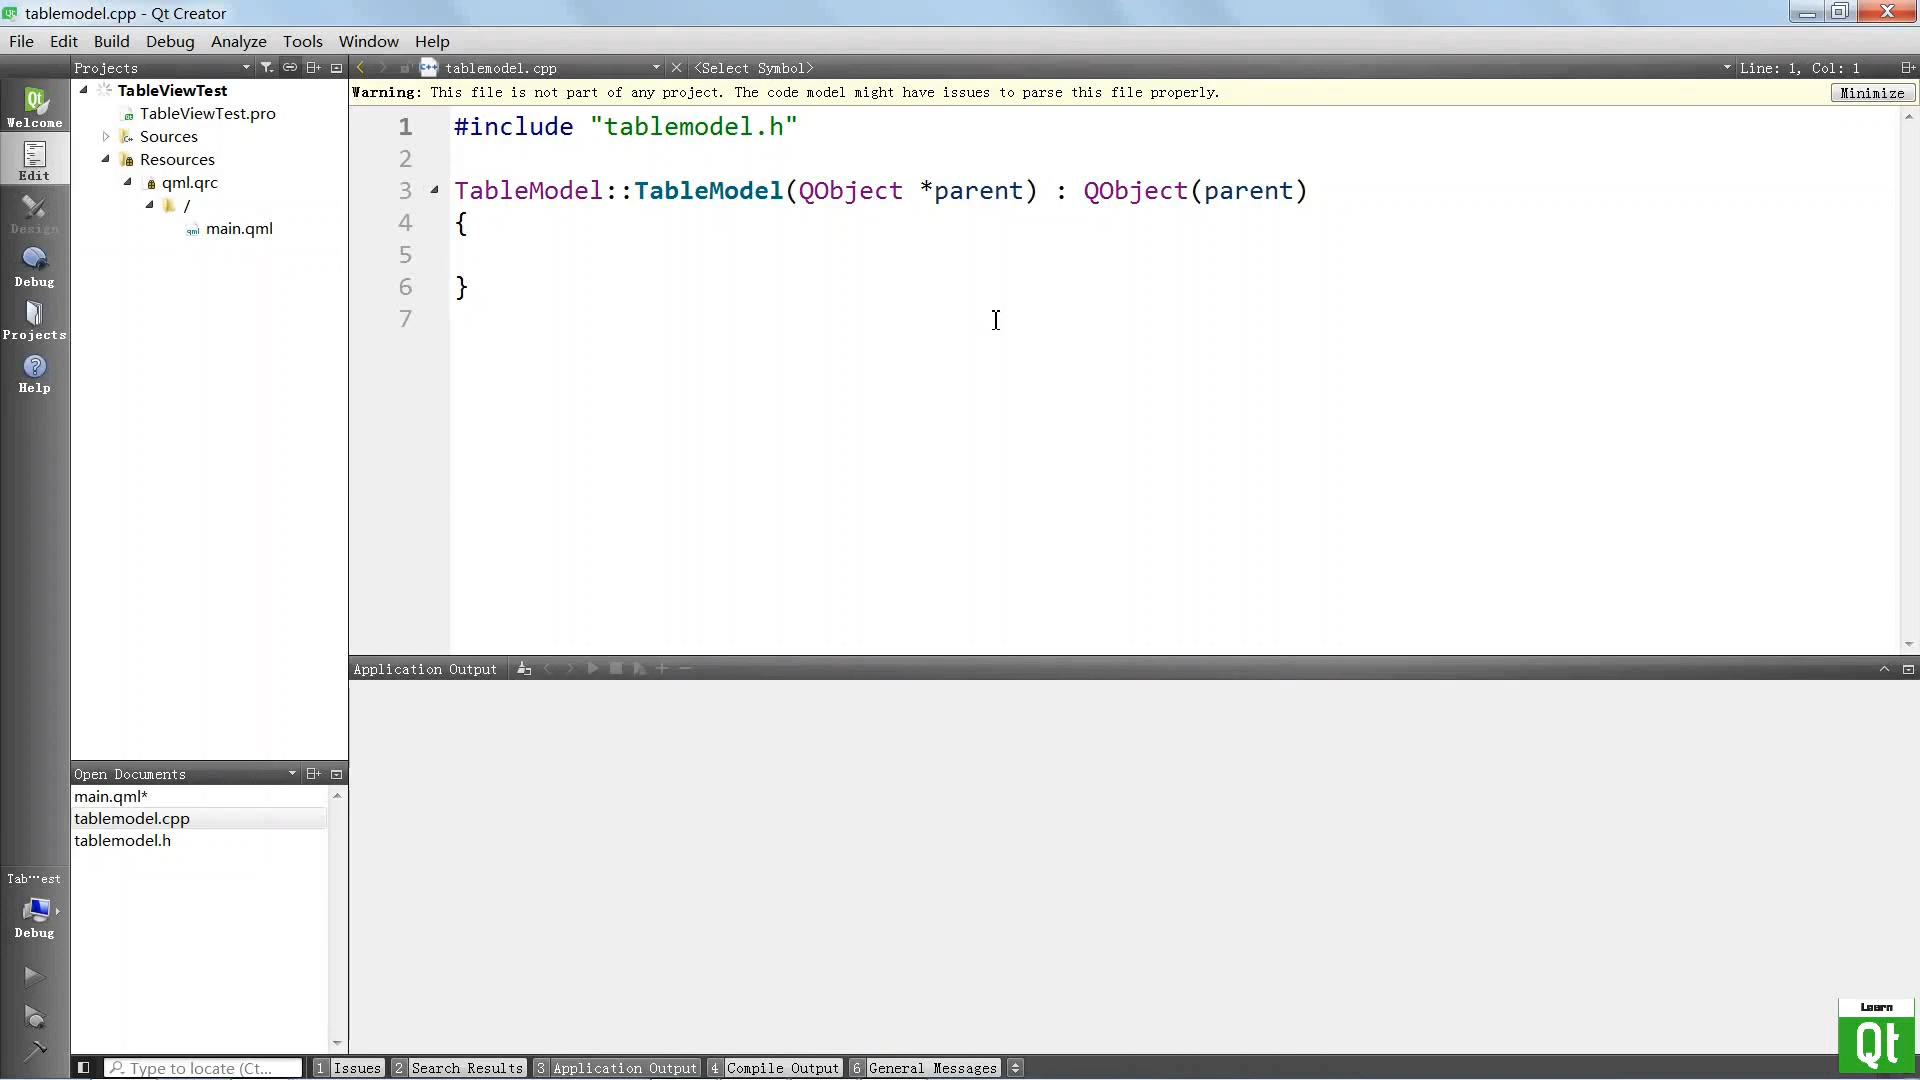 tablemodel.cpp - Qt Creator
File Edit Build Debug Analyze Tools Window Help
Projects
tablemodel.cpp
<Select Symbol>
Line: 1, Col: 1
Warning: This file is not part of any project. The code model might have issues to parse this file properly.
Minimize
Welcome
Edit
Design
Debug
Projects
Help
TableViewTest
TableViewTest.pro
Sources
Resources
qml.qrc
/
main.qml
1 #include "tablemodel.h"
2
3 TableModel::TableModel(QObject *parent) : QObject(parent)
4 {
5
6 }
7
Application Output
Open Documents
main.qml*
tablemodel.cpp
tablemodel.h
Tab···est
Debug
Type to locate (Ct...
1 Issues 2 Search Results 3 Application Output 4 Compile Output 6 General Messages
Learn
Qt